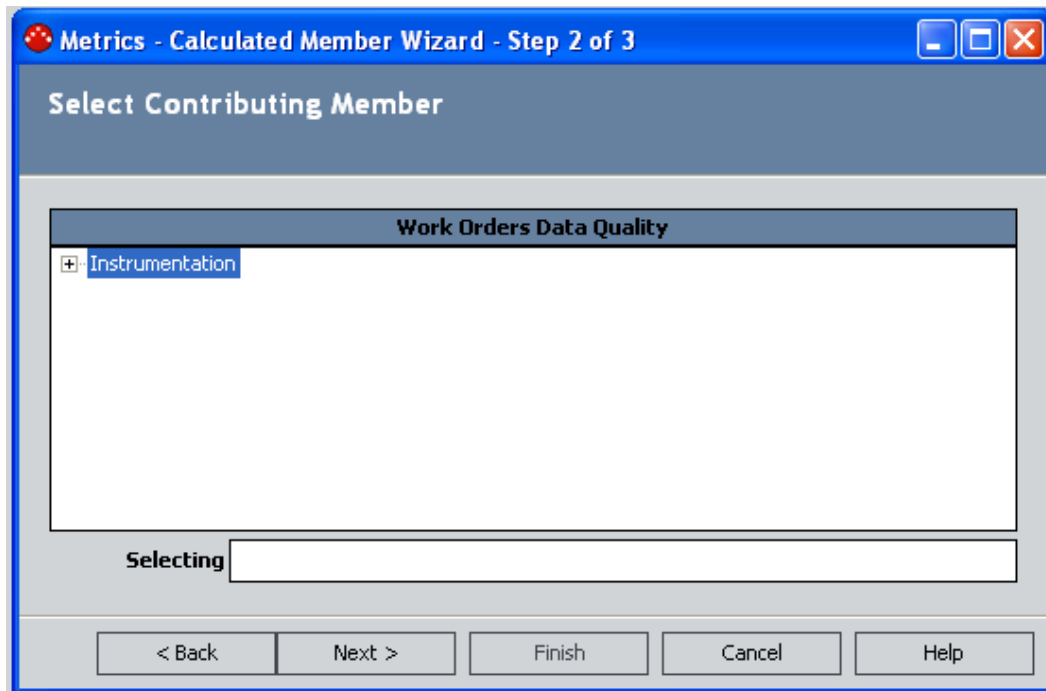 Metrics - Calculated Member Wizard - Step 2 of 3
Select Contributing Member
Work Orders Data Quality
Instrumentation
Selecting
< Back Next > Finish Cancel Help